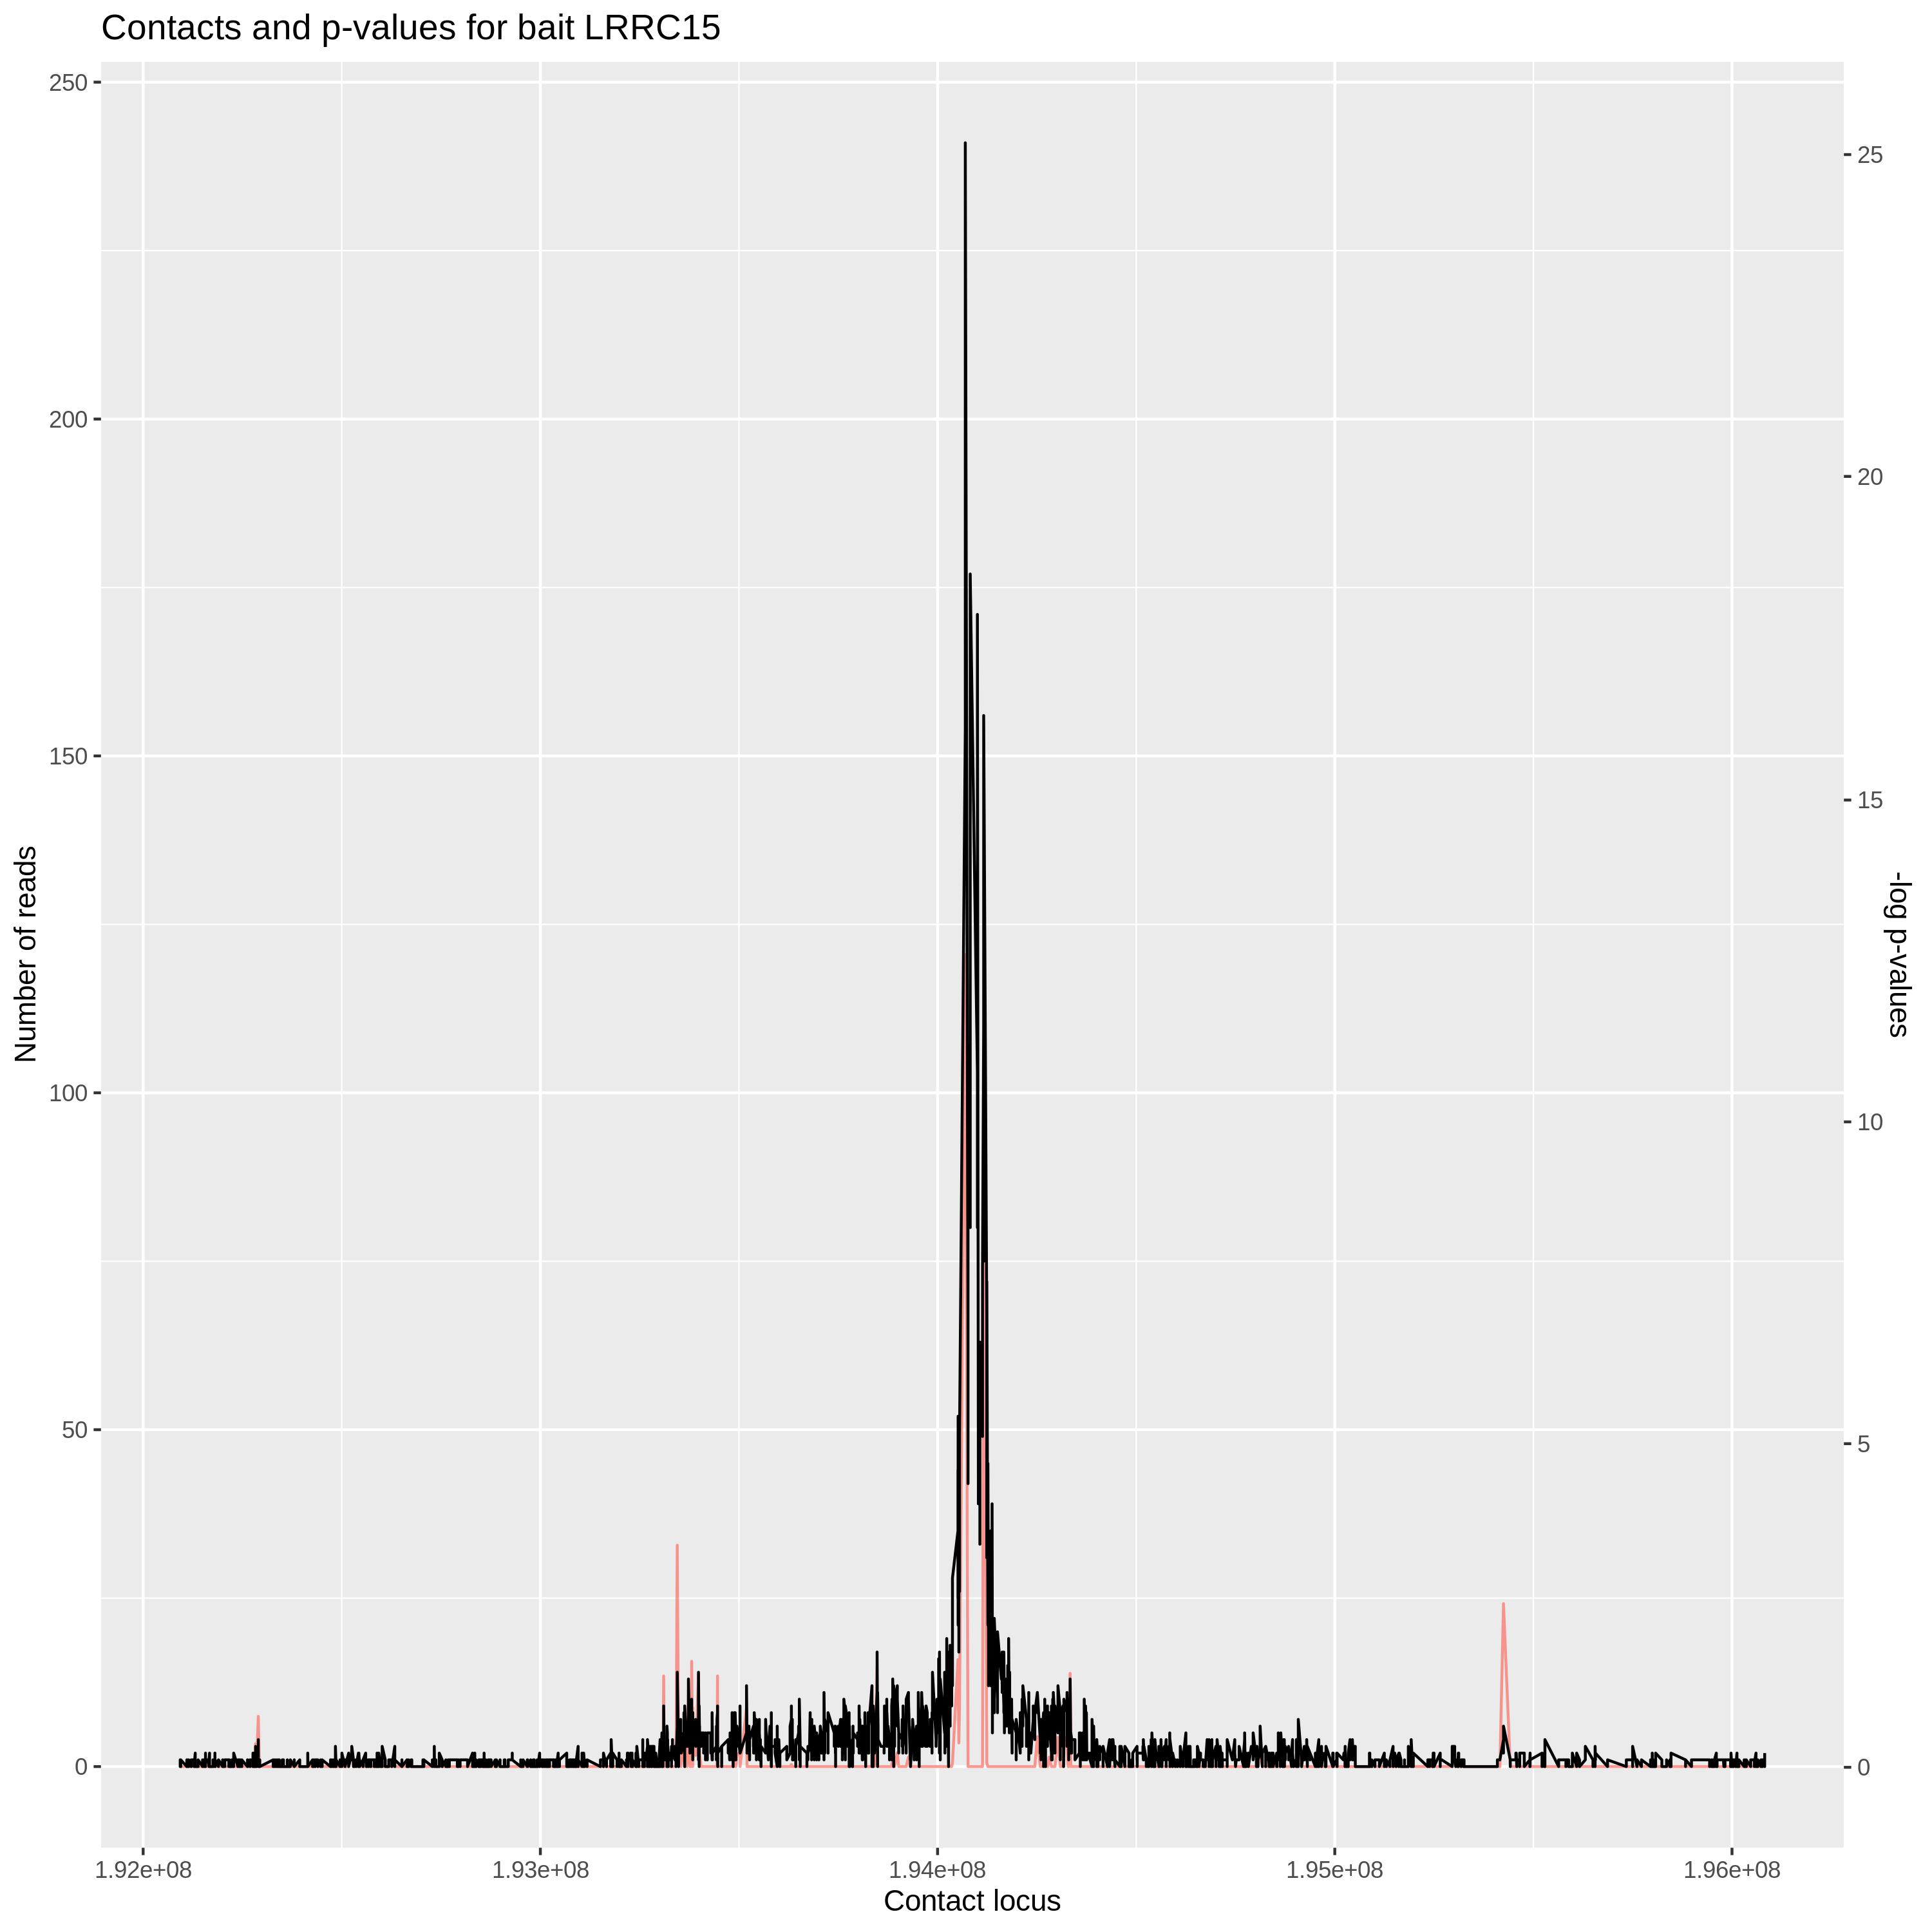 Contacts and p-values for bait LRRC15
250
200
150
100
50
0
Number of reads
25
20
15
10
5
0
-log p-values
1.92e+08
1.93e+08
1.94e+08
1.95e+08
1.96e+08
Contact locus